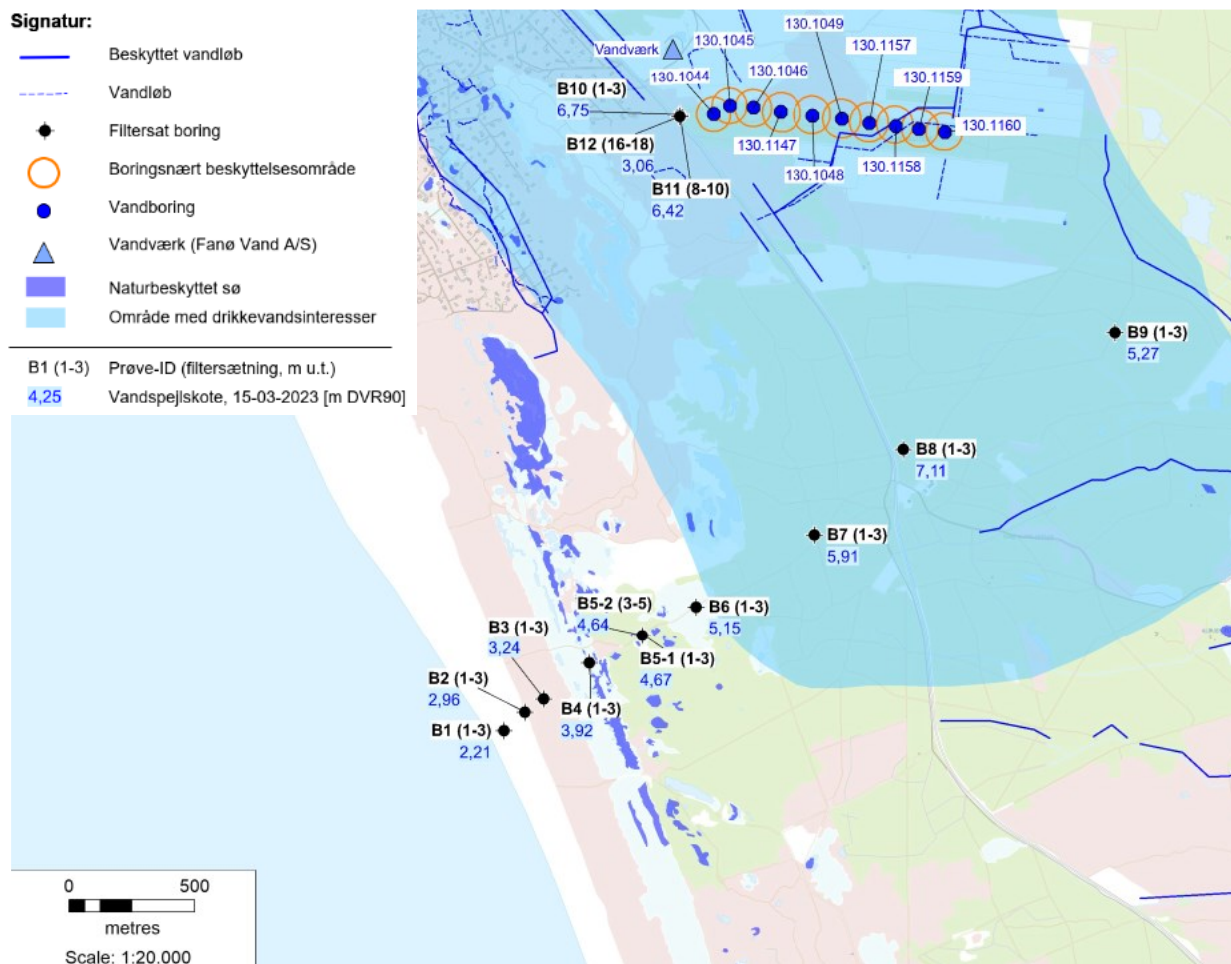 Signatur:
Beskyttet vandløb
Vandløb
Filtersat boring
Boringsnært beskyttelsesområde
Vandboring
Vandværk (Fanø Vand A/S)
Naturbeskyttet sø
Område med drikkevandsinteresser
B1 (1-3) Prøve-ID (filtersætning, m u.t.)
4,25 Vandspejlskote, 15-03-2023 [m DVR90]
130.1049
130.1045
130.1157
Vandværk
130.1044
130.1046
130.1159
B10 (1-3)
6,75
130.1160
B12 (16-18)
3,06
130.1147
130.1048
130.1158
B11 (8-10)
6,42
B9 (1-3)
5,27
B8 (1-3)
7,11
B7 (1-3)
5,91
B5-2 (3-5)
4,64
B6 (1-3)
5,15
B3 (1-3)
3,24
B5-1 (1-3)
4,67
B2 (1-3)
2,96
B4 (1-3)
3,92
B1 (1-3)
2,21
0 500
metres
Scale: 1:20.000